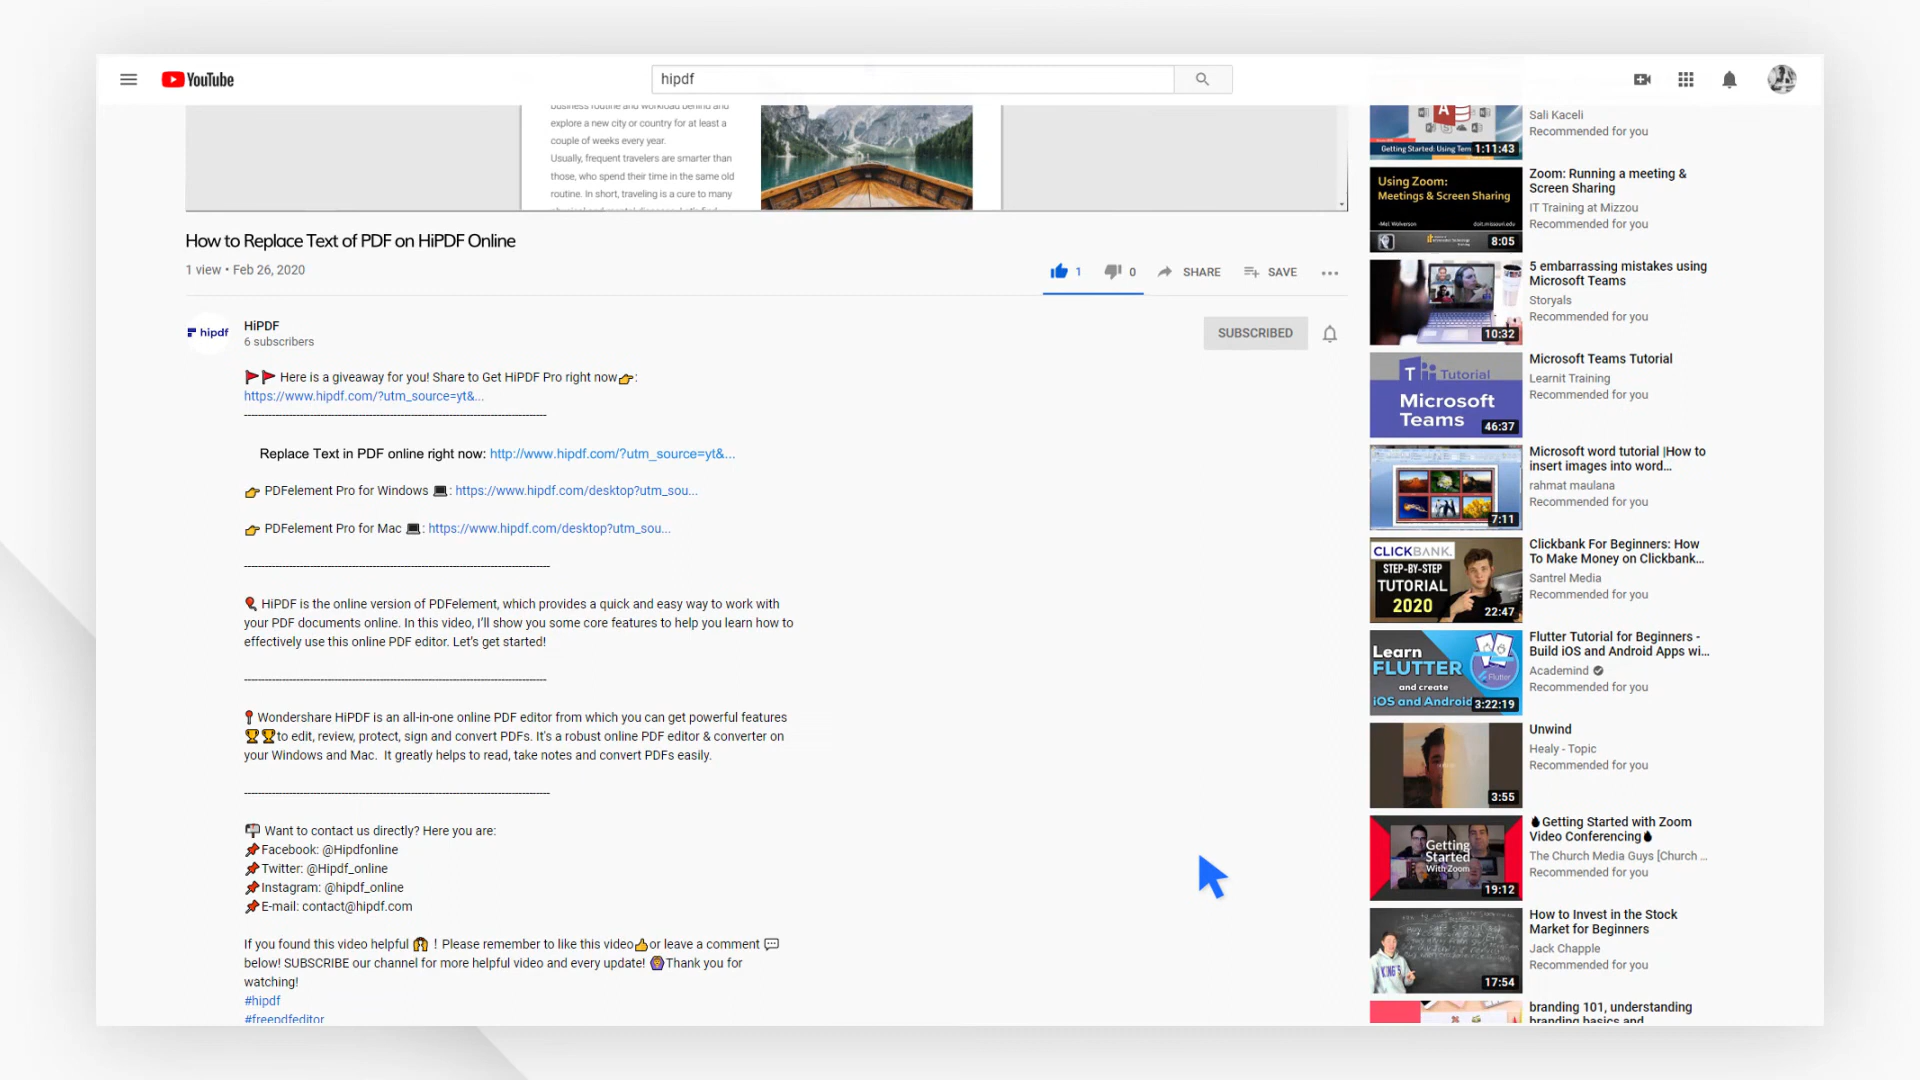 YouTube
hipdf
business routine and workload behind and
explore a new city or country for at least a
couple of weeks every year.
Usually, frequent travelers are smarter than
those, who spend their time in the same old
routine. In short, traveling is a cure to many
How to Replace Text of PDF on HiPDF Online
1 view • Feb 26, 2020
1
0
SHARE
SAVE
hipdf
HiPDF
6 subscribers
SUBSCRIBED
🚩🚩 Here is a giveaway for you! Share to Get HiPDF Pro right now👉:
https://www.hipdf.com/?utm_source=yt&...
Replace Text in PDF online right now: http://www.hipdf.com/?utm_source=yt&...
👉 PDFelement Pro for Windows 💻: https://www.hipdf.com/desktop?utm_sou...
👉 PDFelement Pro for Mac 💻: https://www.hipdf.com/desktop?utm_sou...
HiPDF is the online version of PDFelement, which provides a quick and easy way to work with
your PDF documents online. In this video, I'll show you some core features to help you learn how to
effectively use this online PDF editor. Let's get started!
📍Wondershare HiPDF is an all-in-one online PDF editor from which you can get powerful features
🏆🏆to edit, review, protect, sign and convert PDFs. It's a robust online PDF editor & converter on
your Windows and Mac. It greatly helps to read, take notes and convert PDFs easily.
📬 Want to contact us directly? Here you are:
📌Facebook: @Hipdfonline
📌Twitter: @Hipdf_online
📌Instagram: @hipdf_online
📌E-mail: contact@hipdf.com
If you found this video helpful ! Please remember to like this video👍or leave a comment 💬
below! SUBSCRIBE our channel for more helpful video and every update! Thank you for
watching!
#hipdf
#freepdfeditor
Getting Started: Using Tem
1:11:43
Sali Kaceli
Recommended for you
Using Zoom:
Meetings & Screen Sharing
8:05
Zoom: Running a meeting &
Screen Sharing
IT Training at Mizzou
Recommended for you
10:32
5 embarrassing mistakes using
Microsoft Teams
Storyals
Recommended for you
Tutorial
Microsoft
Teams
46:37
Microsoft Teams Tutorial
Learnit Training
Recommended for you
7:11
Microsoft word tutorial |How to
insert images into word...
rahmat maulana
Recommended for you
CLICKBANK.
STEP-BY-STEP
TUTORIAL
2020
22:47
Clickbank For Beginners: How
To Make Money on Clickbank...
Santrel Media
Recommended for you
Learn
FLUTTER
and create
iOS and Android
Flutter
3:22:19
Flutter Tutorial for Beginners -
Build iOS and Android Apps wi...
Academind
Recommended for you
3:55
Unwind
Healy - Topic
Recommended for you
Getting
Started
With Zoom
19:12
Getting Started with Zoom
Video Conferencing
The Church Media Guys [Church ...
Recommended for you
KING'S
17:54
How to Invest in the Stock
Market for Beginners
Jack Chapple
Recommended for you
branding 101, understanding
branding basics and